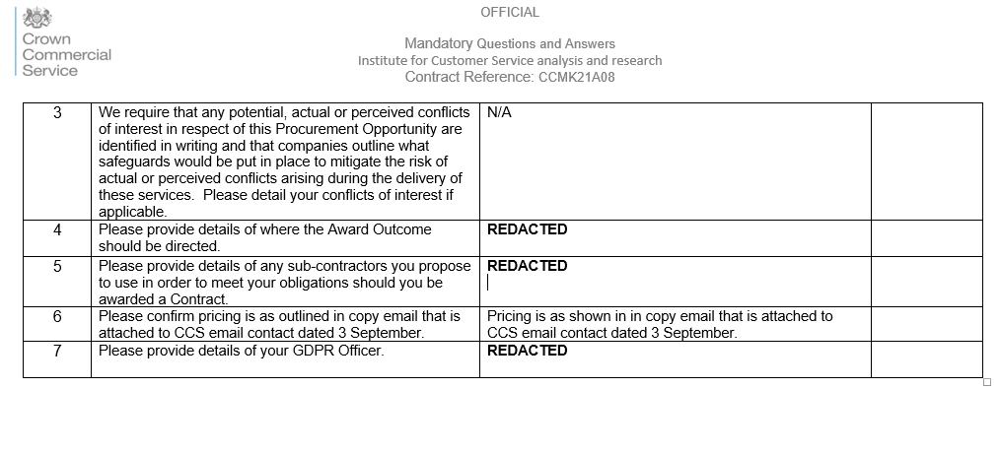 OFFICIAL
Crown
Commercial
Service
Mandatory Questions and Answers
Institute for Customer Service analysis and research
Contract Reference: CCMK21A08
3
We require that any potential, actual or perceived conflicts
of interest in respect of this Procurement Opportunity are
identified in writing and that companies outline what
safeguards would be put in place to mitigate the risk of
actual or perceived conflicts arising during the delivery of
these services.  Please detail your conflicts of interest if
applicable.
N/A
4
Please provide details of where the Award Outcome
should be directed.
REDACTED
5
Please provide details of any sub-contractors you propose
to use in order to meet your obligations should you be
awarded a Contract.
REDACTED
6
Please confirm pricing is as outlined in copy email that is
attached to CCS email contact dated 3 September.
Pricing is as shown in in copy email that is attached to
CCS email contact dated 3 September.
7
Please provide details of your GDPR Officer.
REDACTED